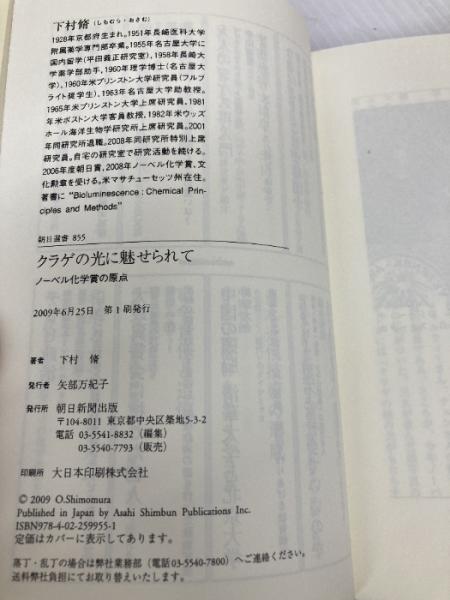 下村脩（しもむら・おさむ）
1928年京都府生まれ。1951年長崎医科大学
附属薬学専門部卒業。1955年名古屋大学に
国内留学（平田義正研究室）、1958年長崎大
学薬学部助手、1960年理学博士（名古屋大
学）、1960年米プリンストン大学研究員（フルブ
ライト奨学生）、1963年名古屋大学助教授。
1965年米プリンストン大学上席研究員。1981
年米ボストン大学客員教授、1982年米ウッズ
ホール海洋生物学研究所上席研究員。2001
年同研究所退職。2008年同研究所特別上席
研究員。自宅の研究室で研究活動を続ける。
2006年度朝日賞、2008年ノーベル化学賞、文
化勲章を受ける。米マサチューセッツ州在住。
著書に "Bioluminescence : Chemical Prin-
ciples and Methods"
朝日選書 855
クラゲの光に魅せられて
ノーベル化学賞の原点
2009年6月25日 第1刷発行
著者 下村 脩
発行者 矢部万紀子
発行所 朝日新聞出版
〒104-8011 東京都中央区築地5-3-2
電話 03-5541-8832（編集）
03-5540-7793（販売）
印刷所 大日本印刷株式会社
© 2009 O.Shimomura
Published in Japan by Asahi Shimbun Publications Inc.
ISBN978-4-02-259955-1
定価はカバーに表示してあります。
落丁・乱丁の場合は弊社業務部（電話03-5540-7800）へご連絡ください。
送料弊社負担にてお取り替えいたします。